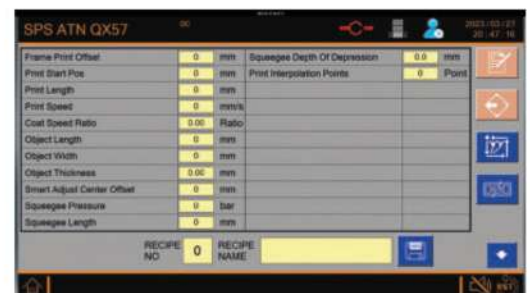 SPS ATN QX57 2023/03/27
20:47 16
Frame Print Offset 0 mm Squeegee Depth Of Depression 0.0 mm
Print Start Pos 0 mm Print Interpolation Points 0 Point
Print Length 0 mm
Print Speed 0 mm/s
Coat Speed Ratio 0.00 Ratio
Object Length 0 mm
Object Width 0 mm
Object Thickness 0.00 mm
Smart Adjust Center Offset 0 mm
Squeegee Pressure 0 bar
Squeegee Length 0 mm
RECIPE NO 0 RECIPE NAME
RST